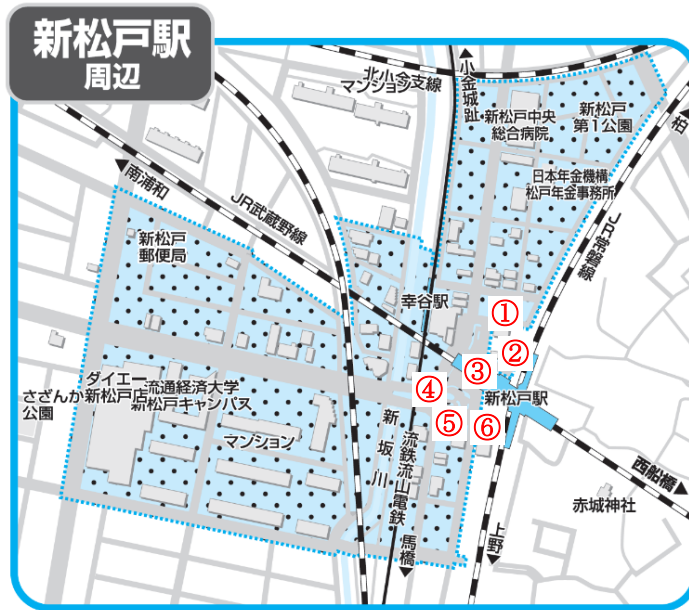 新松戸駅
周辺
北小金支線
マンション
小金城趾
新松戸中央
総合病院
新松戸
第1公園
柏
日本年金機構
松戸年金事務所
南浦和
JR武蔵野線
JR常磐線
新松戸
郵便局
幸谷駅
①
②
③
④
⑤
⑥
新松戸駅
ダイエー
新松戸店
さざんか
公園
流通経済大学
新松戸キャンパス
マンション
新坂川
流鉄流山電鉄
馬橋
上野
西船橋
赤城神社